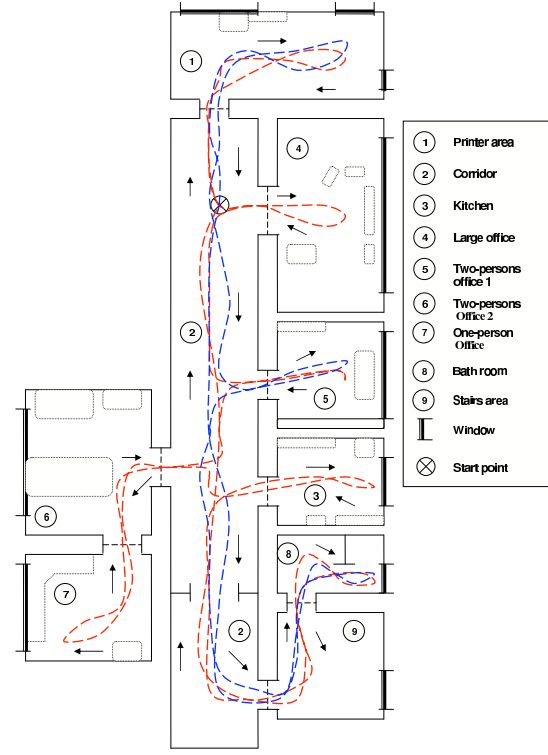 1
4
2
5
3
6
8
7
2
9
1 Printer area
2 Corridor
3 Kitchen
4 Large office
5 Two-persons
office 1
6 Two-persons
Office 2
7 One-person
Office
8 Bath room
9 Stairs area
Window
Start point